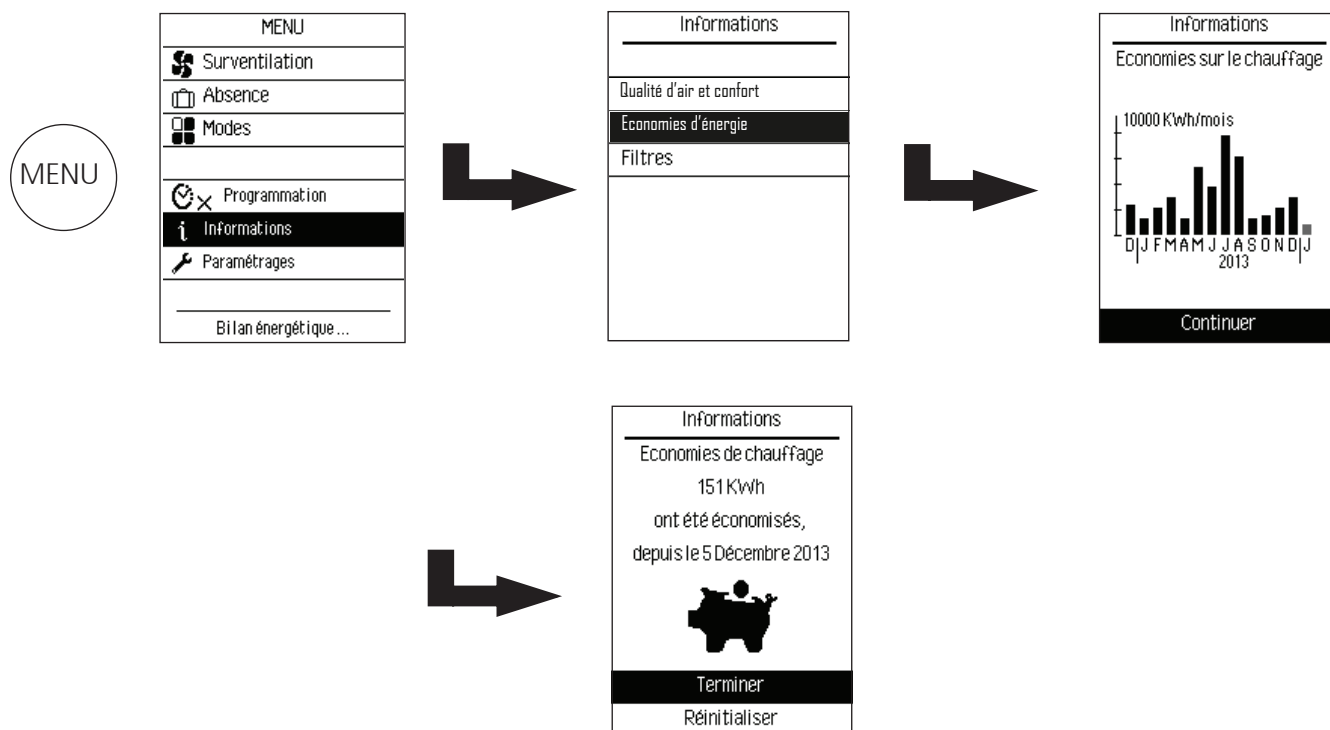 MENU
MENU
Surventilation
Absence
Modes
Programmation
i Informations
Paramétrages
Bilan énergétique ...
Informations
Qualité d'air et confort
Economies d'énergie
Filtres
Informations
Economies sur le chauffage
10000 KWh/mois
D J F M A M J J A S O N D J
2013
Continuer
Informations
Economies de chauffage
151 KWh
ont été économisés,
depuis le 5 Décembre 2013
Terminer
Réinitialiser